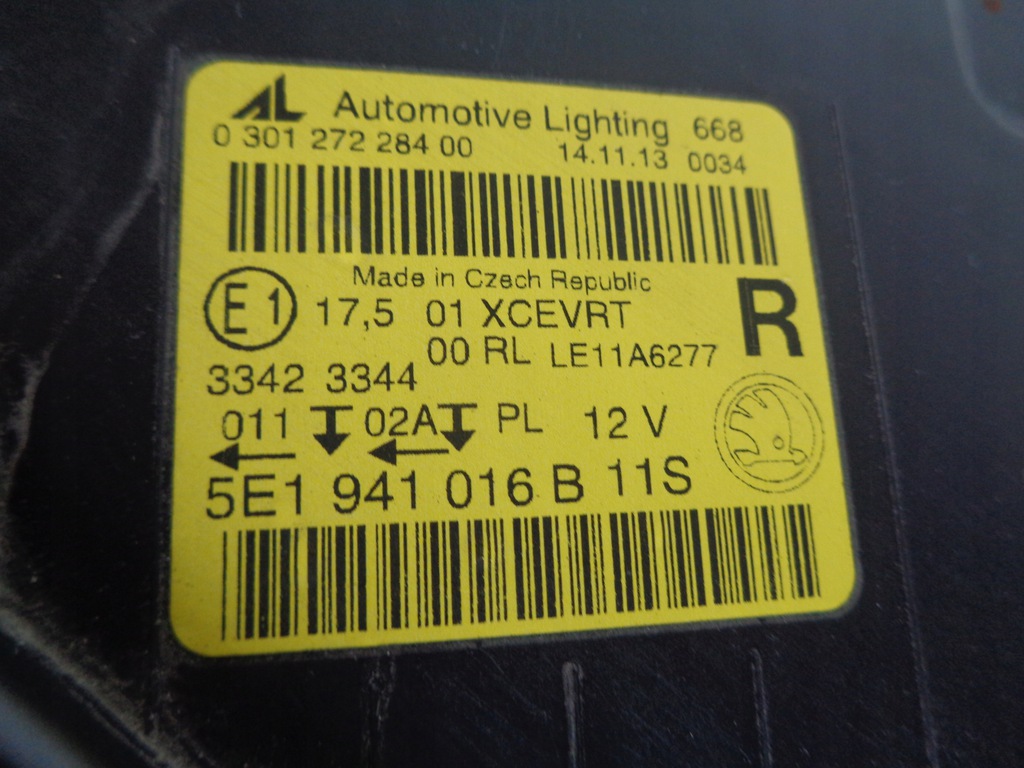 AL Automotive Lighting 668
0 301 272 284 00 14.11.13 0034
Made in Czech Republic
E1 17,5 01 XCEVRT R
00 RL LE11A6277
3342 3344
011 02A PL 12 V
5E1 941 016 B 11S